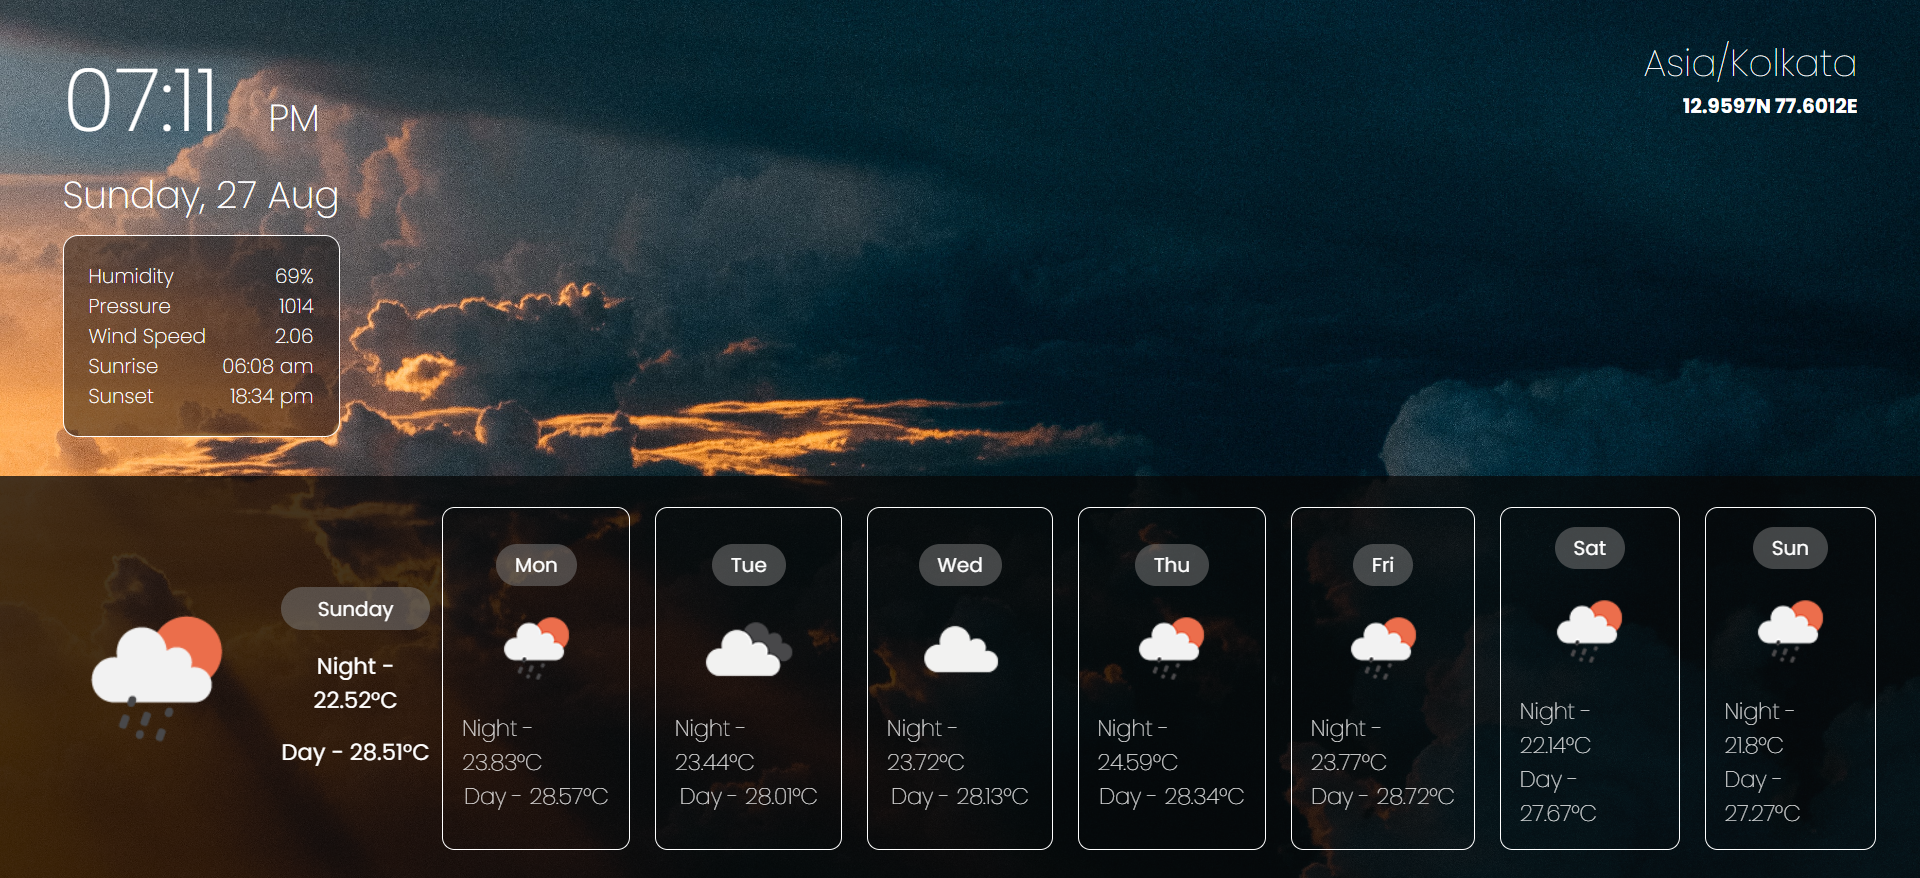 07:11 PM
Sunday, 27 Aug
Humidity 69%
Pressure 1014
Wind Speed 2.06
Sunrise 06:08 am
Sunset 18:34 pm
Asia/Kolkata
12.9597N 77.6012E
Sunday
Night -
22.52°C
Day - 28.51°C
Mon
Night -
23.83°C
Day - 28.57°C
Tue
Night -
23.44°C
Day - 28.01°C
Wed
Night -
23.72°C
Day - 28.13°C
Thu
Night -
24.59°C
Day - 28.34°C
Fri
Night -
23.77°C
Day - 28.72°C
Sat
Night -
22.14°C
Day -
27.67°C
Sun
Night -
21.8°C
Day -
27.27°C